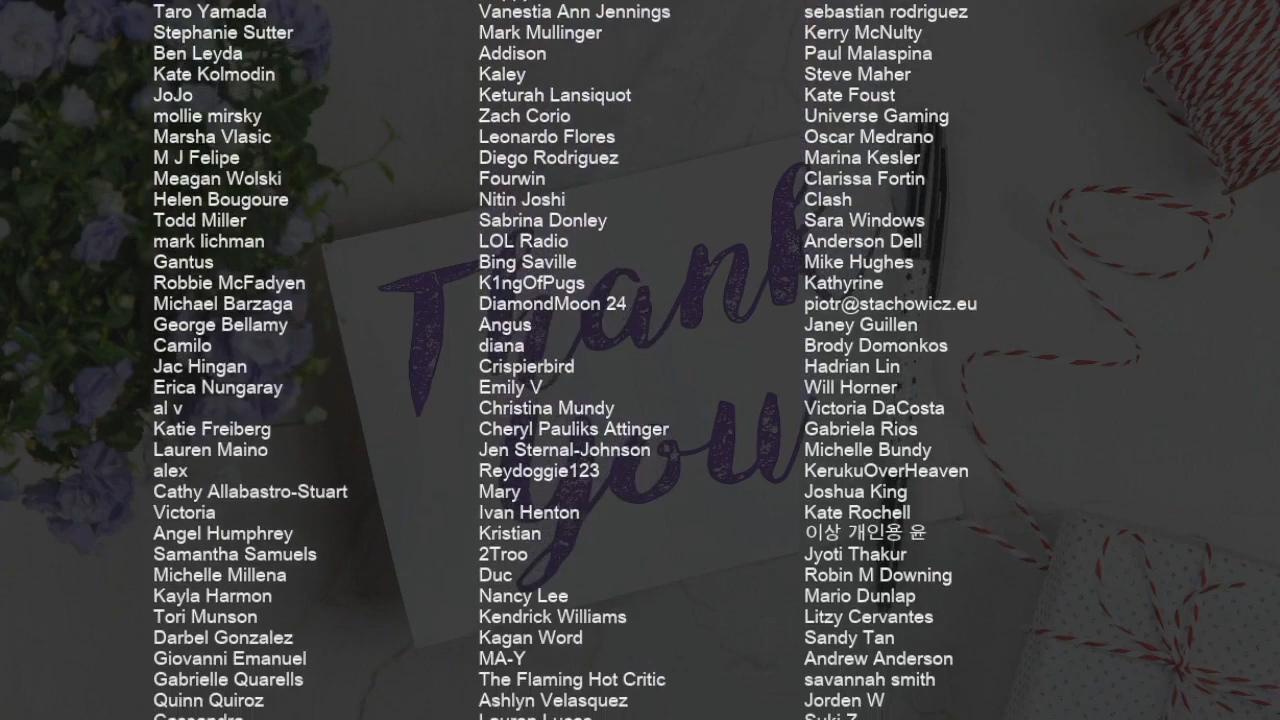 Taro Yamada
Stephanie Sutter
Ben Leyda
Kate Kolmodin
JoJo
mollie mirsky
Marsha Vlasic
M J Felipe
Meagan Wolski
Helen Bougoure
Todd Miller
mark lichman
Gantus
Robbie McFadyen
Michael Barzaga
George Bellamy
Camilo
Jac Hingan
Erica Nungaray
al v
Katie Freiberg
Lauren Maino
alex
Cathy Allabastro-Stuart
Victoria
Angel Humphrey
Samantha Samuels
Michelle Millena
Kayla Harmon
Tori Munson
Darbel Gonzalez
Giovanni Emanuel
Gabrielle Quarells
Quinn Quiroz
Vanestia Ann Jennings
Mark Mullinger
Addison
Kaley
Keturah Lansiquot
Zach Corio
Leonardo Flores
Diego Rodriguez
Fourwin
Nitin Joshi
Sabrina Donley
LOL Radio
Bing Saville
K1ngOfPugs
DiamondMoon 24
Angus
diana
Crispierbird
Emily V
Christina Mundy
Cheryl Pauliks Attinger
Jen Sternal-Johnson
Reydoggie123
Mary
Ivan Henton
Kristian
2Troo
Duc
Nancy Lee
Kendrick Williams
Kagan Word
MA-Y
The Flaming Hot Critic
Ashlyn Velasquez
sebastian rodriguez
Kerry McNulty
Paul Malaspina
Steve Maher
Kate Foust
Universe Gaming
Oscar Medrano
Marina Kesler
Clarissa Fortin
Clash
Sara Windows
Anderson Dell
Mike Hughes
Kathyrine
piotr@stachowicz.eu
Janey Guillen
Brody Domonkos
Hadrian Lin
Will Horner
Victoria DaCosta
Gabriela Rios
Michelle Bundy
KerukuOverHeaven
Joshua King
Kate Rochell
이상 개인용 윤
Jyoti Thakur
Robin M Downing
Mario Dunlap
Litzy Cervantes
Sandy Tan
Andrew Anderson
savannah smith
Jorden W
Thank
you